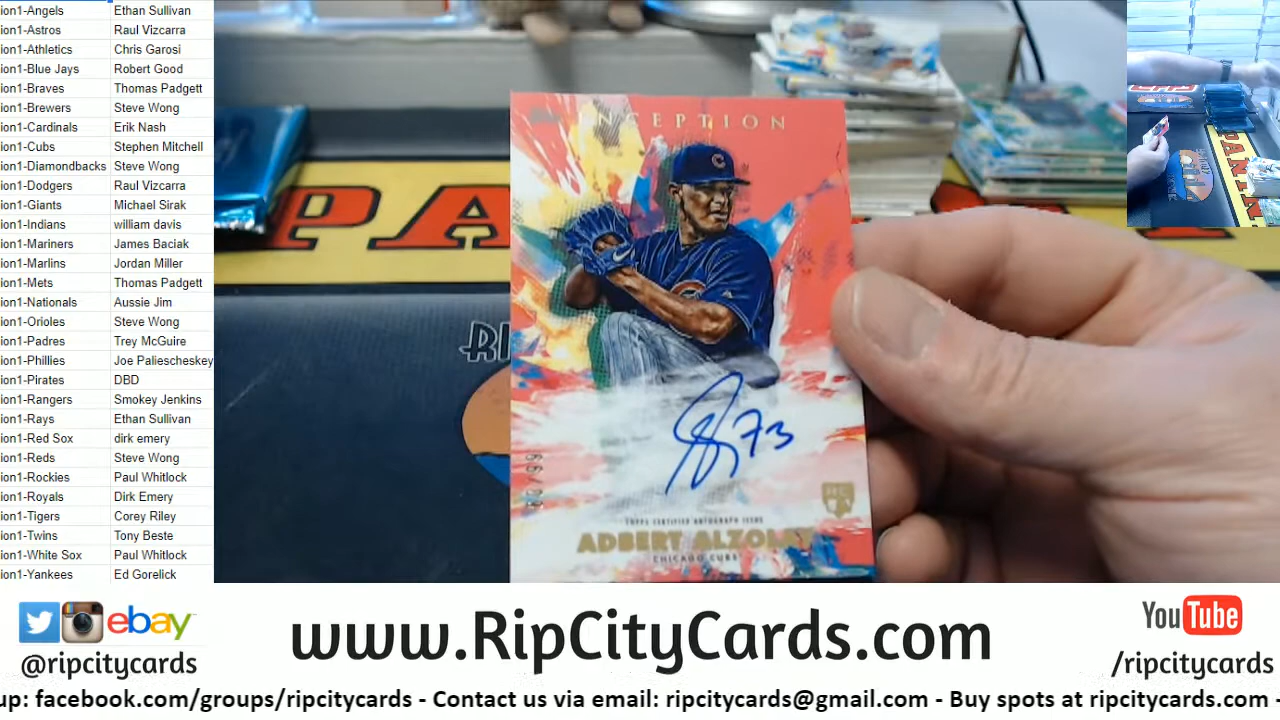 ion1-Angels Ethan Sullivan
ion1-Astros Raul Vizcarra
ion1-Athletics Chris Garosi
ion1-Blue Jays Robert Good
ion1-Braves Thomas Padgett
ion1-Brewers Steve Wong
ion1-Cardinals Erik Nash
ion1-Cubs Stephen Mitchell
ion1-Diamondbacks Steve Wong
ion1-Dodgers Raul Vizcarra
ion1-Giants Michael Sirak
ion1-Indians william davis
ion1-Mariners James Baciak
ion1-Marlins Jordan Miller
ion1-Mets Thomas Padgett
ion1-Nationals Aussie Jim
ion1-Orioles Steve Wong
ion1-Padres Trey McGuire
ion1-Phillies Joe Paliescheskey
ion1-Pirates DBD
ion1-Rangers Smokey Jenkins
ion1-Rays Ethan Sullivan
ion1-Red Sox dirk emery
ion1-Reds Steve Wong
ion1-Rockies Paul Whitlock
ion1-Royals Dirk Emery
ion1-Tigers Corey Riley
ion1-Twins Tony Beste
ion1-White Sox Paul Whitlock
ion1-Yankees Ed Gorelick
INCEPTION
C
PA
RI
73
RC
TOPPS CERTIFIED AUTOGRAPH ISSUE
ADBERT ALZOLAY
CHICAGO CUBS
PANINI
ebay
@ripcitycards
www.RipCityCards.com
YouTube
/ripcitycards
up: facebook.com/groups/ripcitycards - Contact us via email: ripcitycards@gmail.com - Buy spots at ripcitycards.com -